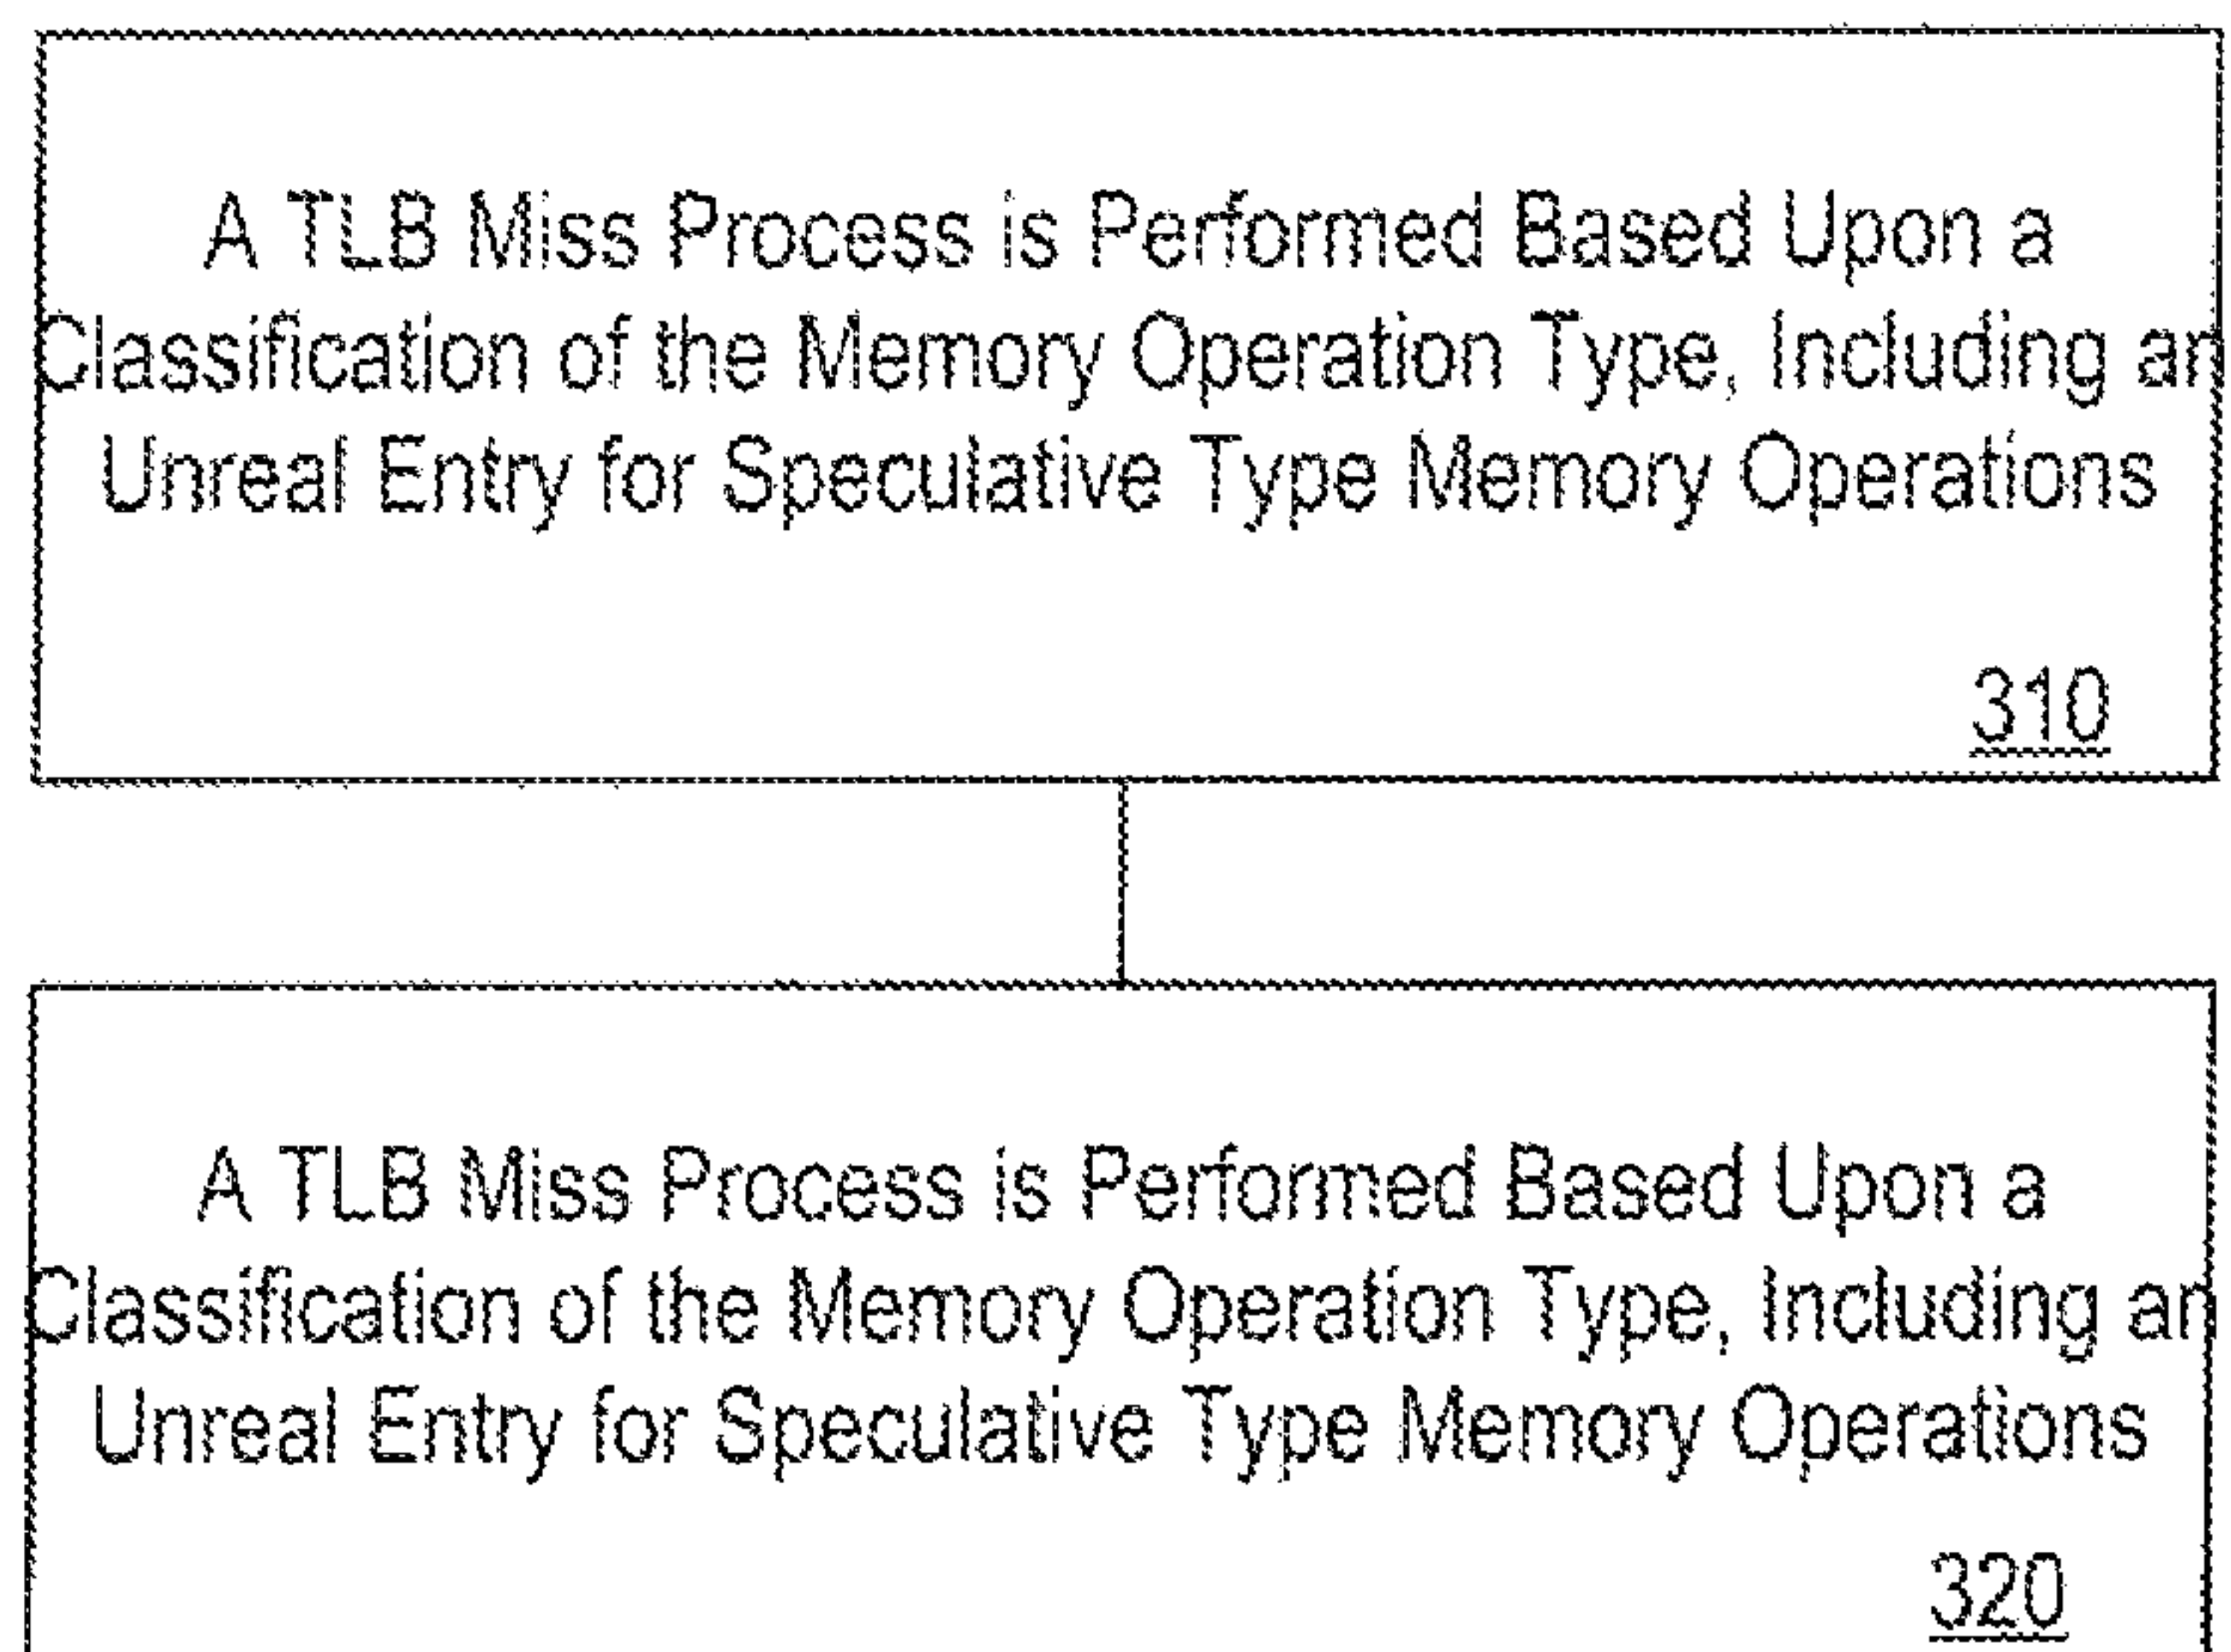 A TLB Miss Process is Performed Based Upon a
Classification of the Memory Operation Type, Including an
Unreal Entry for Speculative Type Memory Operations
310
A TLB Miss Process is Performed Based Upon a
Classification of the Memory Operation Type, Including an
Unreal Entry for Speculative Type Memory Operations
320